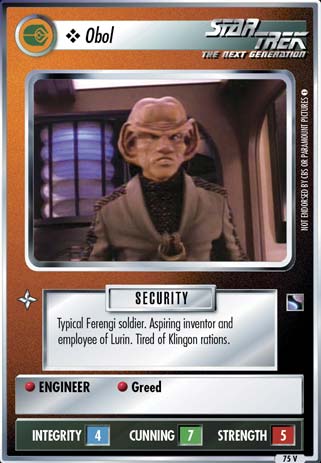 ❖ Obol
STAR TREK
THE NEXT GENERATION
NOT ENDORSED BY CBS OR PARAMOUNT PICTURES
SECURITY
Typical Ferengi soldier. Aspiring inventor and
employee of Lurin. Tired of Klingon rations.
ENGINEER Greed
INTEGRITY 4 CUNNING 7 STRENGTH 5
75 V